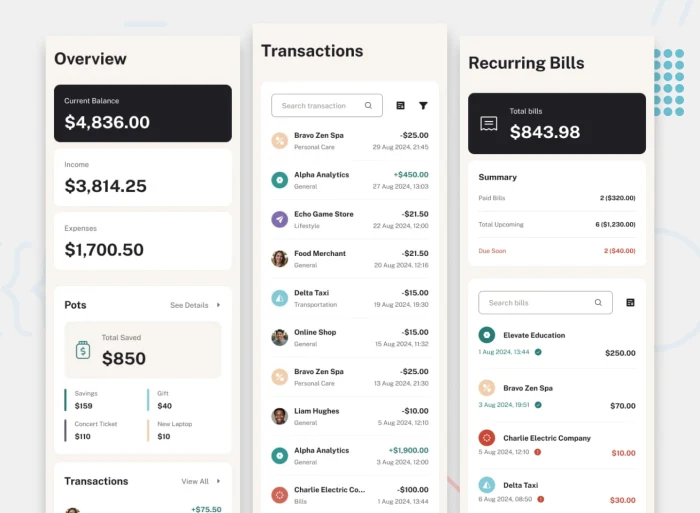 Overview
Current Balance
$4,836.00
Income
$3,814.25
Expenses
$1,700.50
Pots
See Details
Total Saved
$850
Savings
$159
Gift
$40
Concert Ticket
$110
New Laptop
$10
Transactions
View All
+$75.50
Transactions
Search transaction
Bravo Zen Spa -$25.00
Personal Care 29 Aug 2024, 21:45
Alpha Analytics +$450.00
General 27 Aug 2024, 13:03
Echo Game Store -$21.50
Lifestyle 22 Aug 2024, 12:00
Food Merchant -$21.50
General 20 Aug 2024, 12:16
Delta Taxi -$15.00
Transportation 19 Aug 2024, 19:30
Online Shop -$15.00
General 15 Aug 2024, 11:32
Bravo Zen Spa -$25.00
Personal Care 13 Aug 2024, 21:30
Liam Hughes -$10.00
General 5 Aug 2024, 12:10
Alpha Analytics +$1,900.00
General 3 Aug 2024, 12:00
Charlie Electric Co... -$100.00
Bills 1 Aug 2024, 13:44
Recurring Bills
Total bills
$843.98
Summary
Paid Bills 2 ($320.00)
Total Upcoming 6 ($1,230.00)
Due Soon 2 ($40.00)
Search bills
Elevate Education
1 Aug 2024, 13:44 $250.00
Bravo Zen Spa
3 Aug 2024, 19:51 $70.00
Charlie Electric Company
5 Aug 2024, 12:10 $10.00
Delta Taxi
6 Aug 2024, 08:50 $30.00